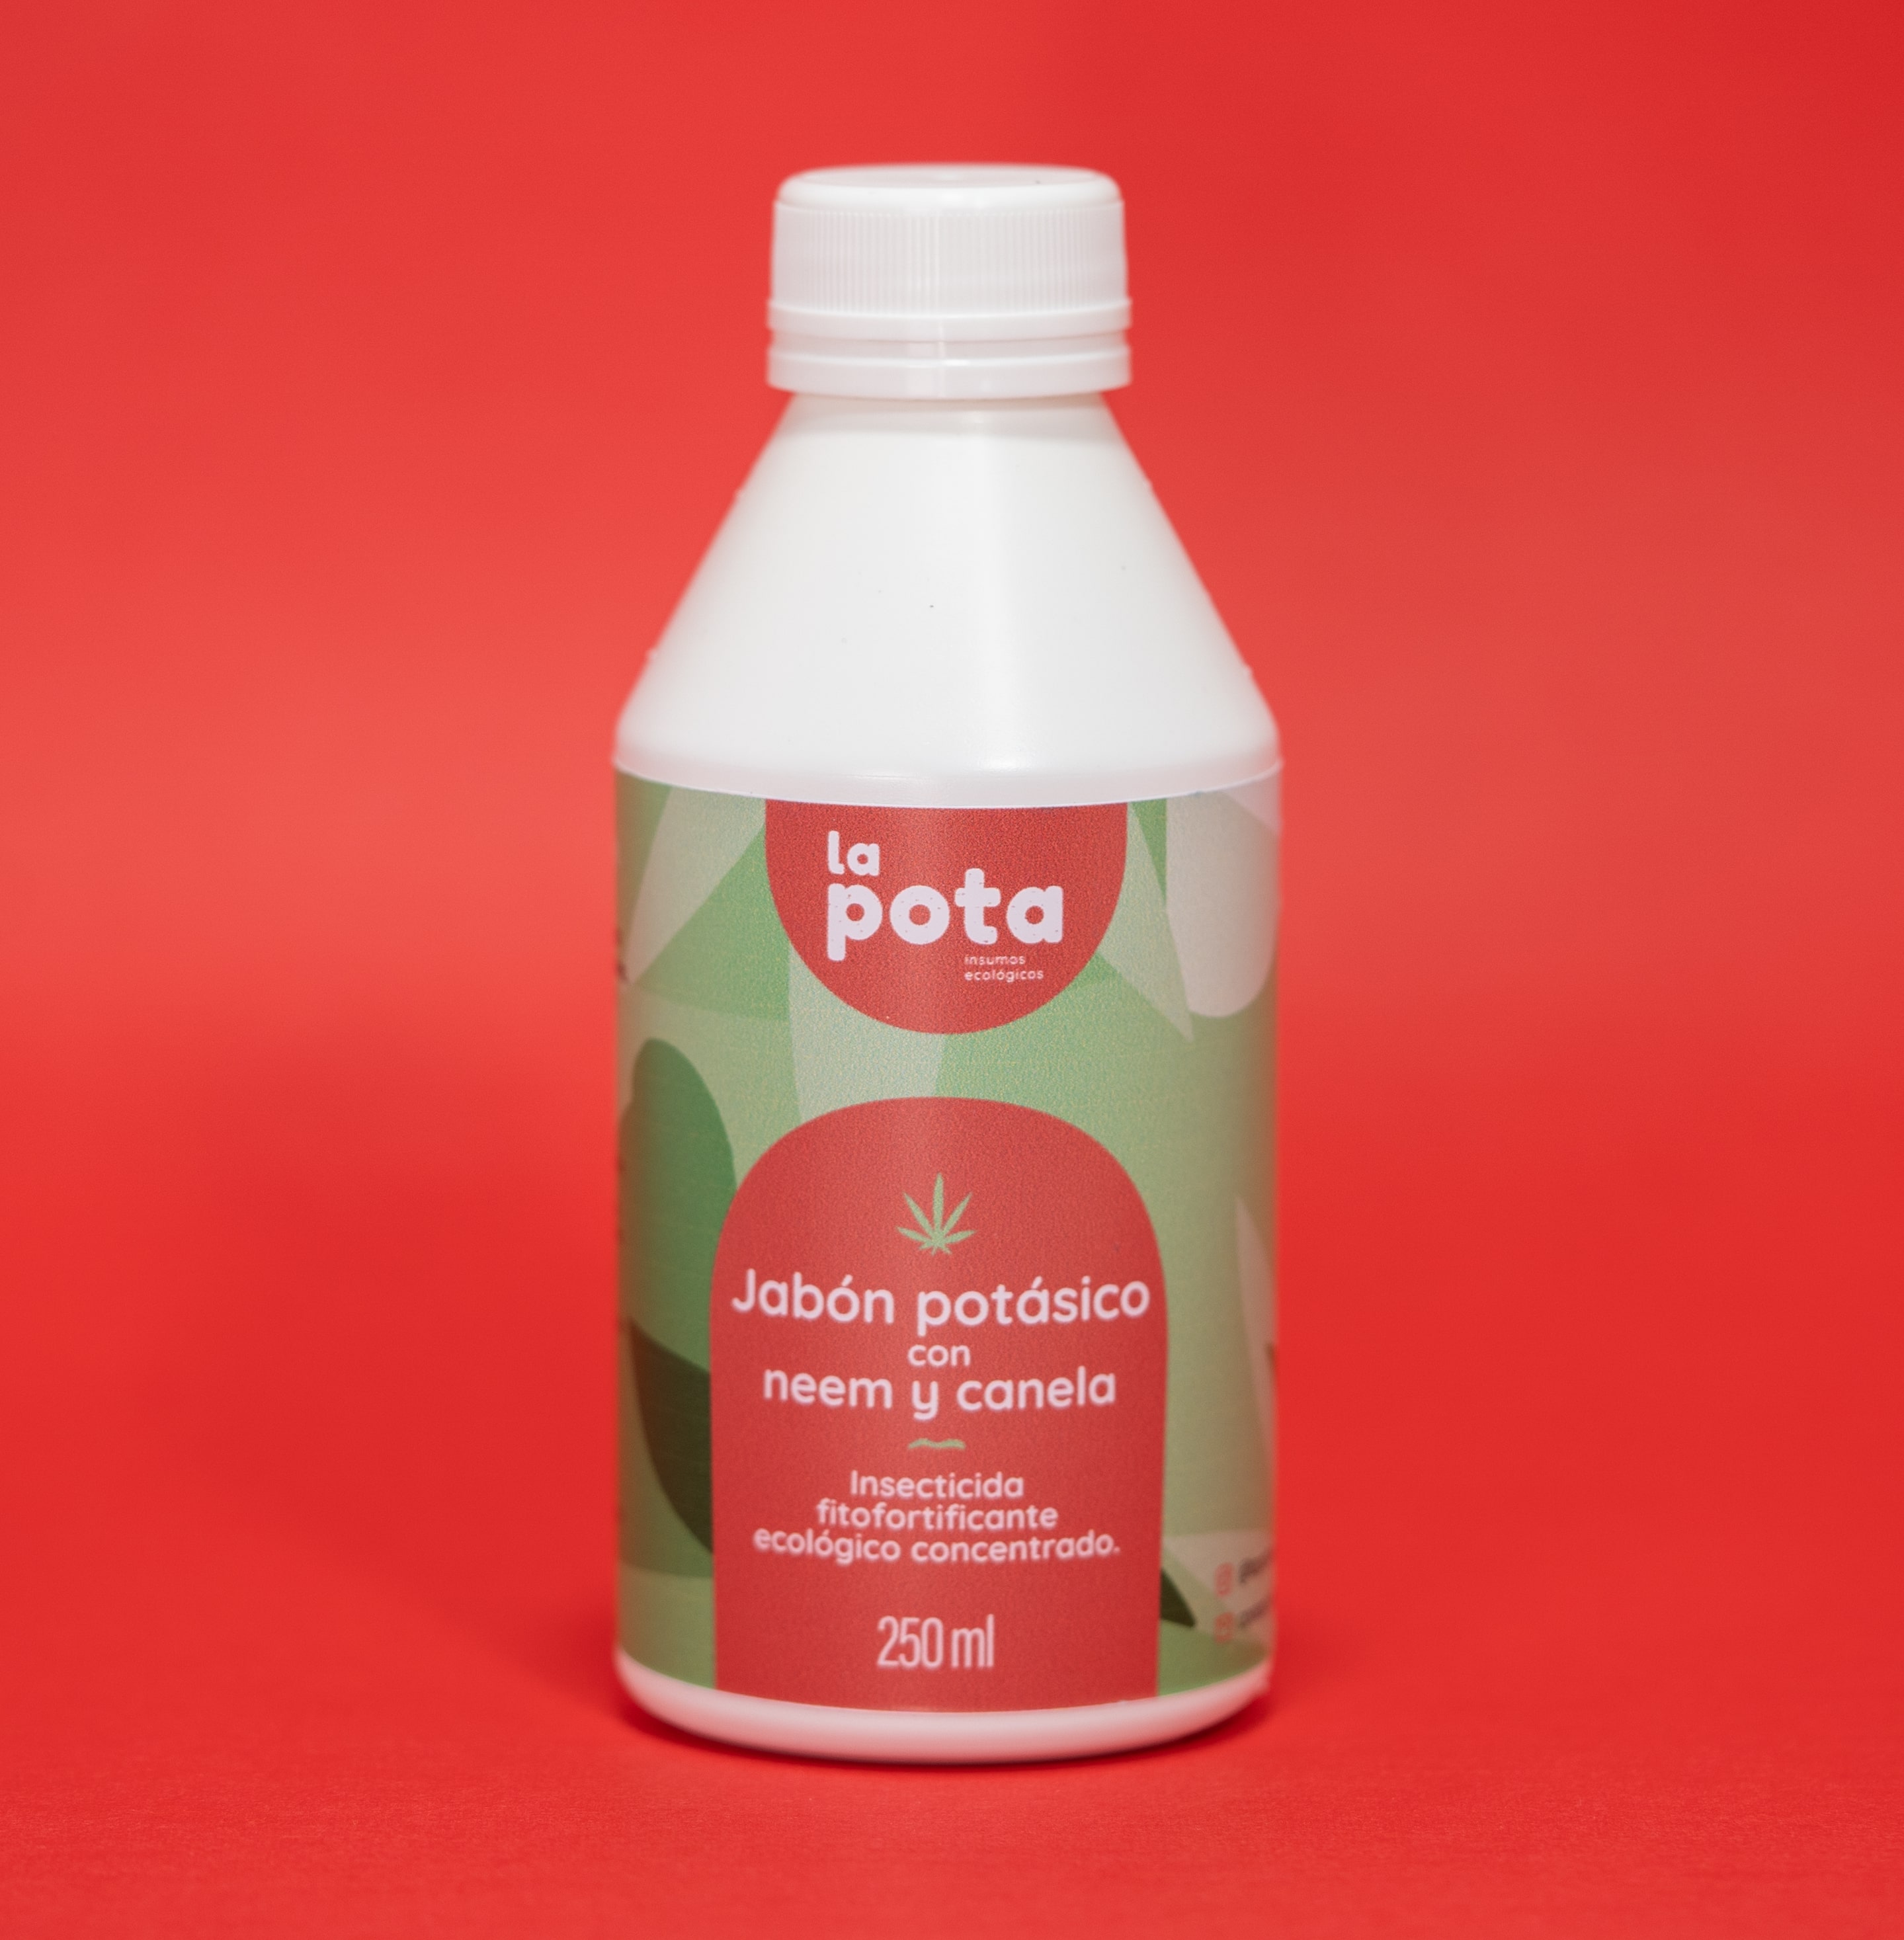 la
pota
insumos
ecológicos
Jabón potásico
con
neem y canela
Insecticida
fitofortificante
ecológico concentrado.
250 ml